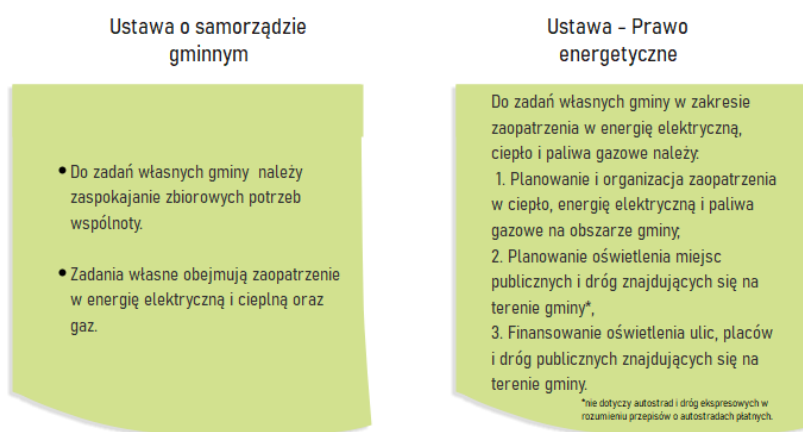 Ustawa o samorządzie
gminnym
• Do zadań własnych gminy należy
zaspokajanie zbiorowych potrzeb
wspólnoty.
• Zadania własne obejmują zaopatrzenie
w energię elektryczną i cieplną oraz
gaz.
Ustawa - Prawo
energetyczne
Do zadań własnych gminy w zakresie
zaopatrzenia w energię elektryczną,
ciepło i paliwa gazowe należy:
1. Planowanie i organizacja zaopatrzenia
w ciepło, energię elektryczną i paliwa
gazowe na obszarze gminy;
2. Planowanie oświetlenia miejsc
publicznych i dróg znajdujących się na
terenie gminy*,
3. Finansowanie oświetlenia ulic, placów
i dróg publicznych znajdujących się na
terenie gminy.
*nie dotyczy autostrad i dróg ekspresowych w
rozumieniu przepisów o autostradach płatnych.